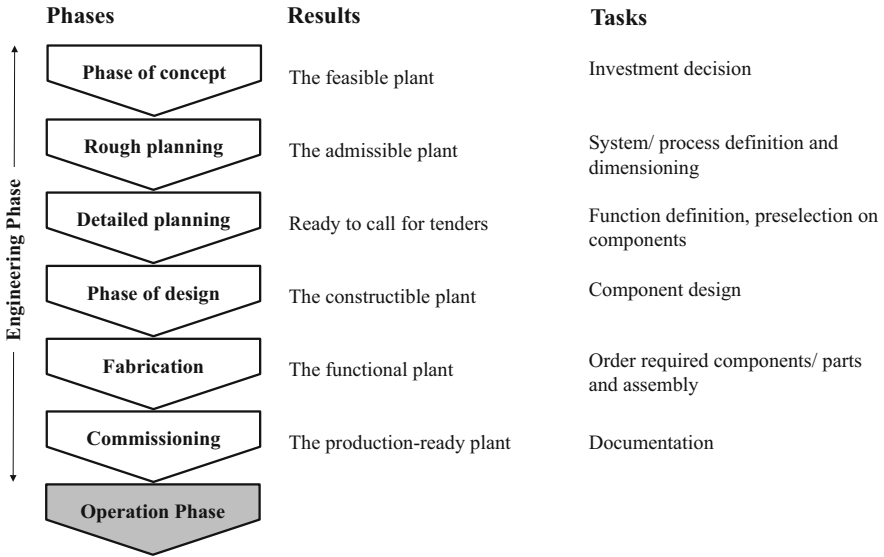 Phases Results Tasks
Engineering Phase
Phase of concept The feasible plant Investment decision
Rough planning The admissible plant System/ process definition and
dimensioning
Detailed planning Ready to call for tenders Function definition, preselection on
components
Phase of design The constructible plant Component design
Fabrication The functional plant Order required components/ parts
and assembly
Commissioning The production-ready plant Documentation
Operation Phase